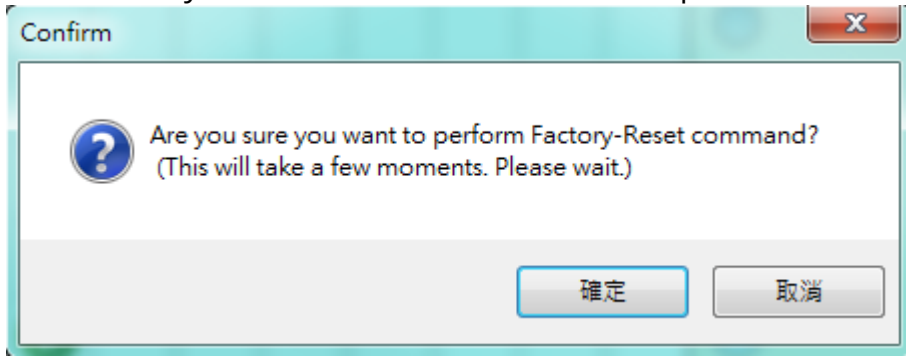 Confirm
Are you sure you want to perform Factory-Reset command?
(This will take a few moments. Please wait.)
確定
取消